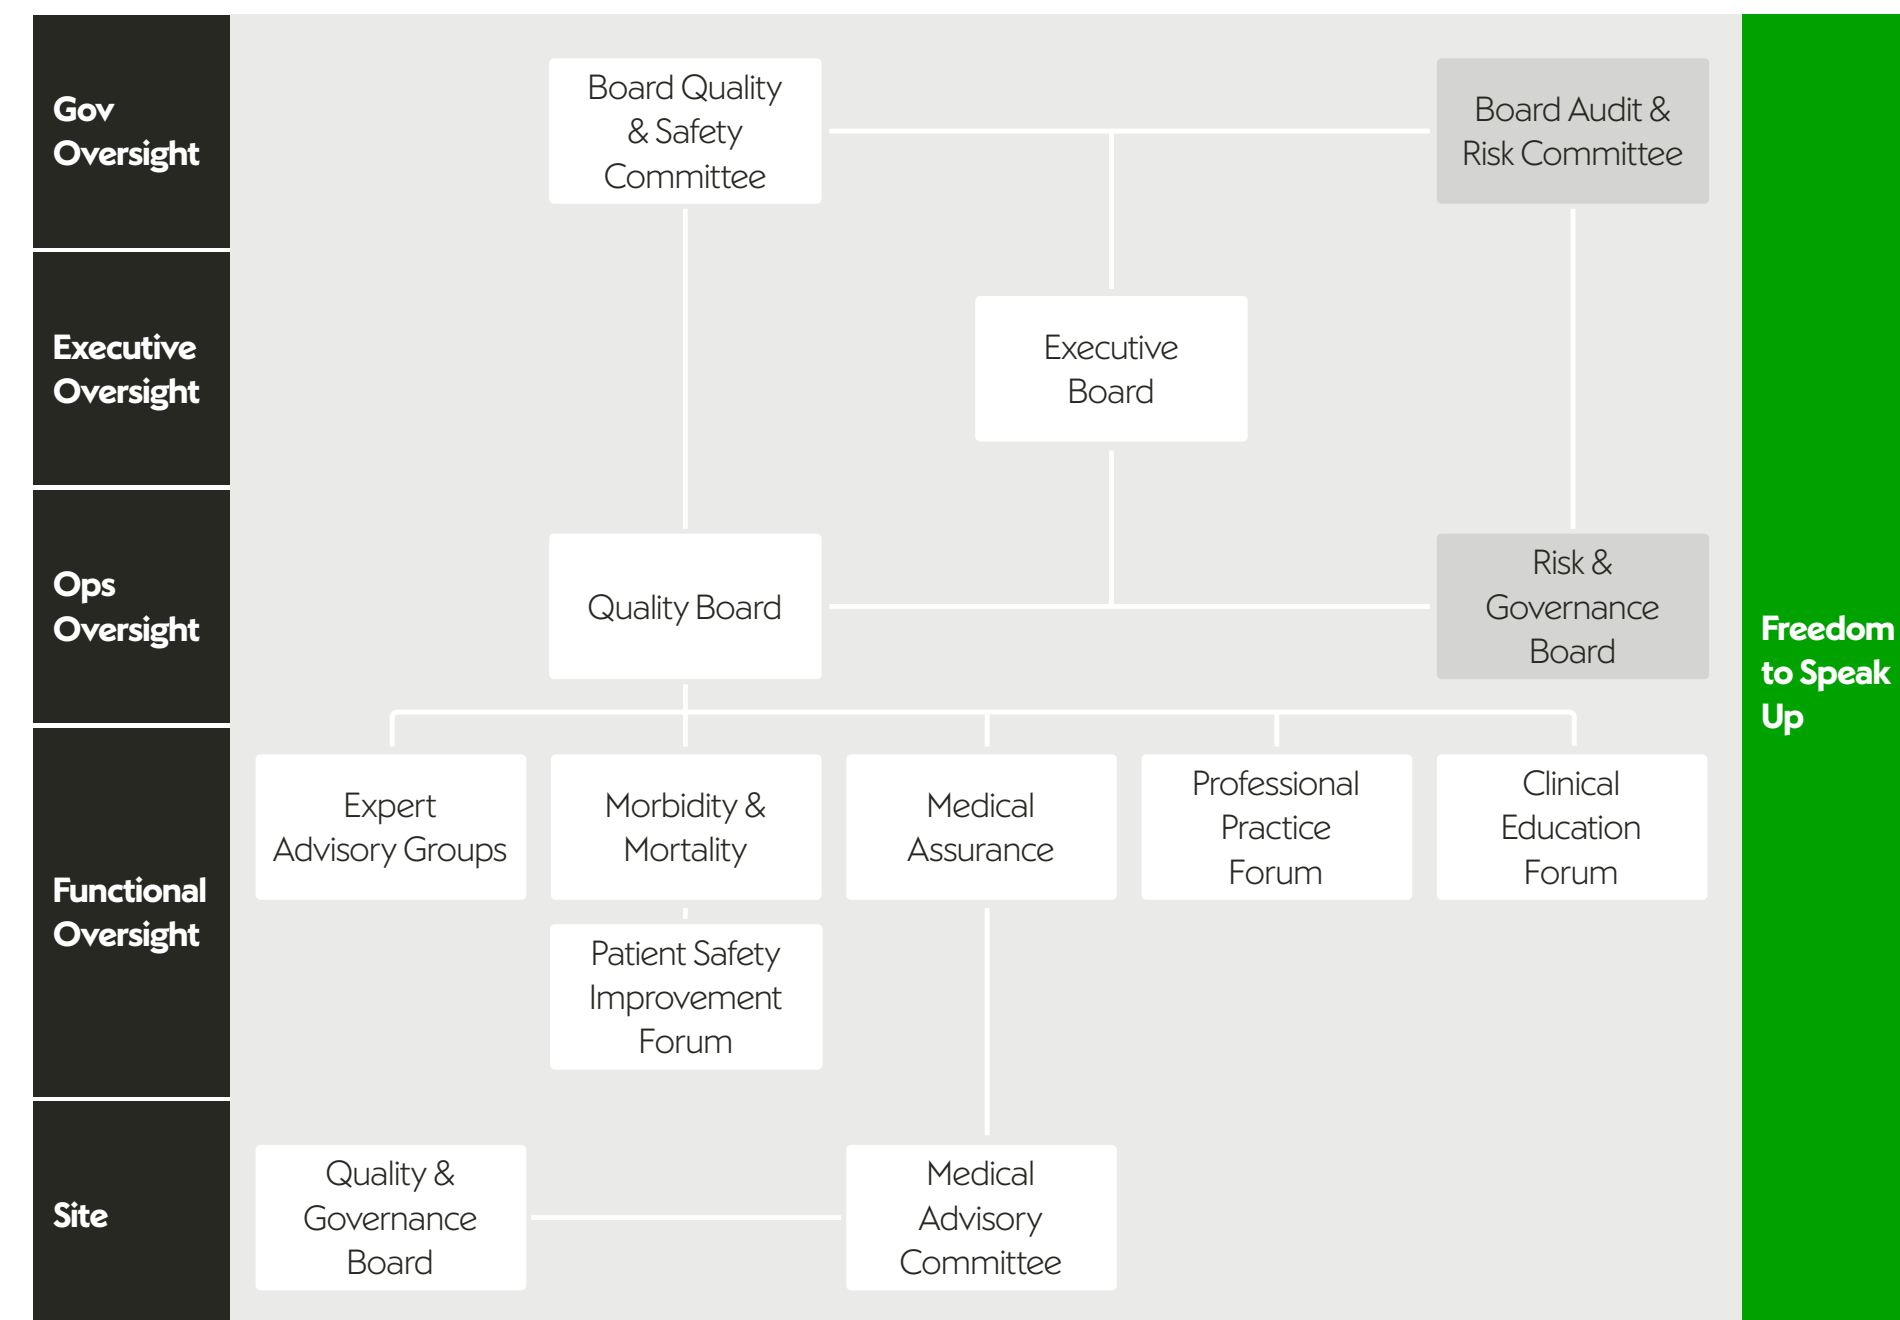 Gov
Oversight
Board Quality
& Safety
Committee
Board Audit &
Risk Committee
Executive
Oversight
Executive
Board
Ops
Oversight
Quality Board
Risk &
Governance
Board
Freedom
to Speak
Up
Functional
Oversight
Expert
Advisory Groups
Morbidity &
Mortality
Medical
Assurance
Professional
Practice
Forum
Clinical
Education
Forum
Patient Safety
Improvement
Forum
Site
Quality &
Governance
Board
Medical
Advisory
Committee